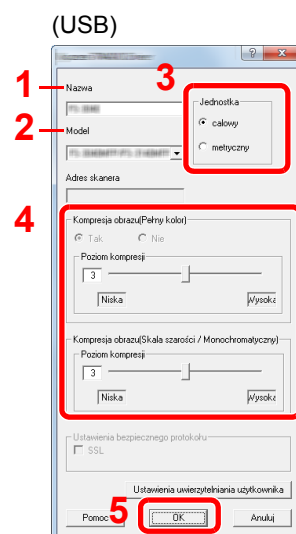 (USB)
1
Nazwa
3
Jednostka
calowy
metryczny
2
Model
Adres skanera
4
Kompresja obrazu(Pełny kolor)
Tak Nie
Poziom kompresji
3
Niska Wysoka
Kompresja obrazu(Skala szarości / Monochromatyczny)
Poziom kompresji
3
Niska Wysoka
Ustawienia bezpiecznego protokołu
SSL
Ustawienia uwierzytelniania użytkownika
5
Pomoc OK Anuluj